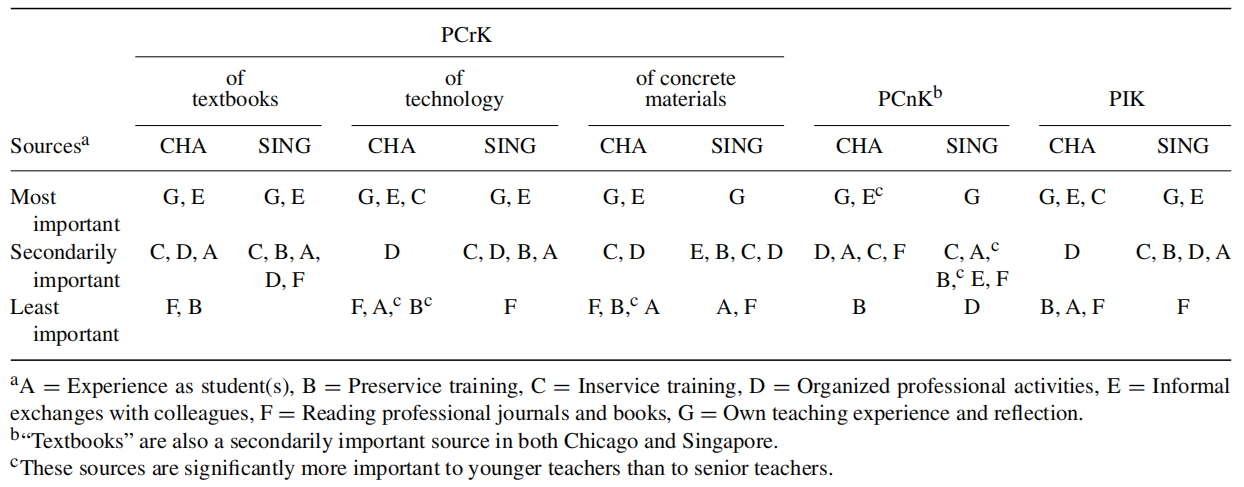 PCrK
of textbooks of technology of concrete materials PCnKb PIK
Sourcesa CHA SING CHA SING CHA SING CHA SING CHA SING
Most important G, E G, E G, E, C G, E G, E G G, Ec G G, E, C G, E
Secondarily important C, D, A C, B, A, D, F D C, D, B, A C, D E, B, C, D D, A, C, F C, A,c B,c E, F D C, B, D, A
Least important F, B F, A,c Bc F F, B,c A A, F B D B, A, F F
aA = Experience as student(s), B = Preservice training, C = Inservice training, D = Organized professional activities, E = Informal
exchanges with colleagues, F = Reading professional journals and books, G = Own teaching experience and reflection.
b“Textbooks” are also a secondarily important source in both Chicago and Singapore.
cThese sources are significantly more important to younger teachers than to senior teachers.